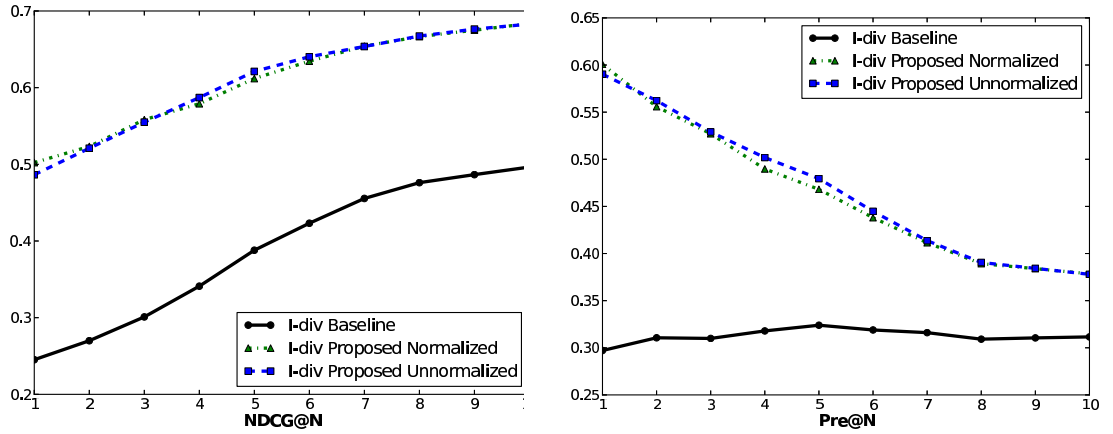 0.7
0.6
0.5
0.4
0.3
0.2
I-div Baseline
I-div Proposed Normalized
I-div Proposed Unnormalized
1 2 3 4 5 6 7 8 9 1
NDCG@N
0.65
0.60
0.55
0.50
0.45
0.40
0.35
0.30
0.25
I-div Baseline
I-div Proposed Normalized
I-div Proposed Unnormalized
1 2 3 4 5 6 7 8 9 10
Pre@N